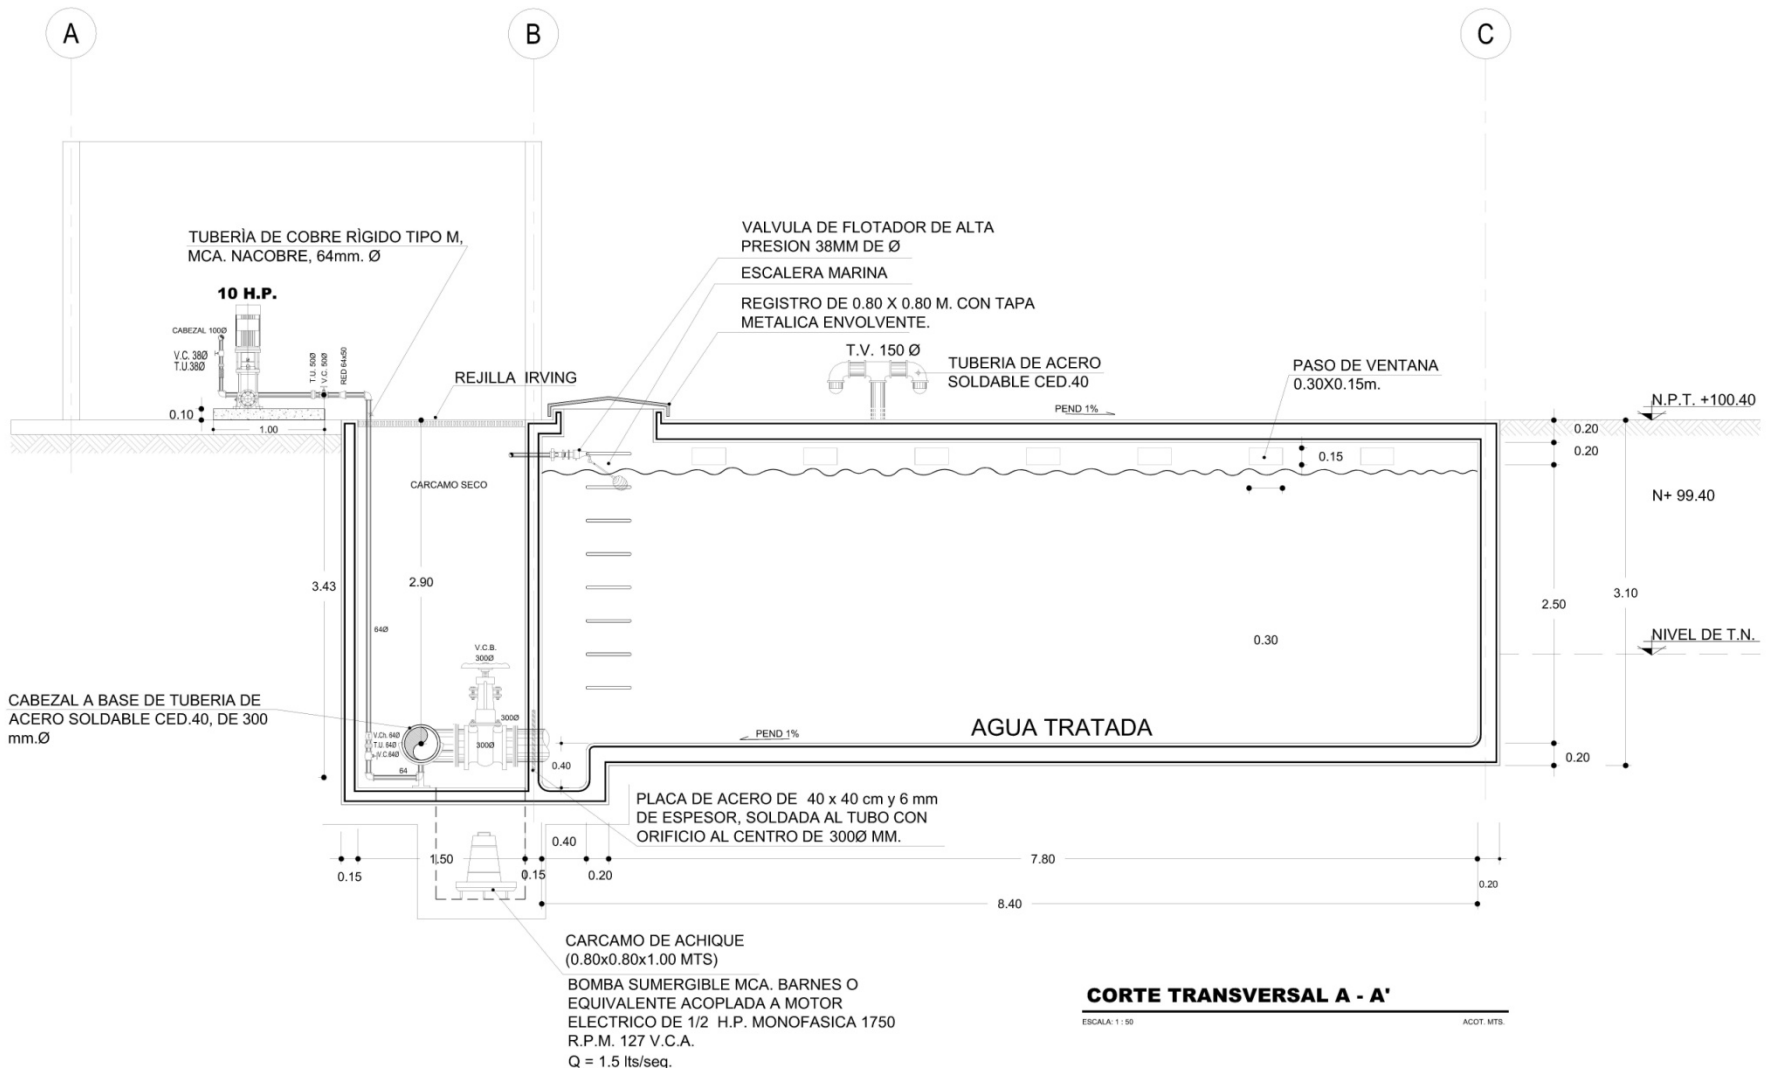 A
B
C
TUBERÌA DE COBRE RÌGIDO TIPO M,
MCA. NACOBRE, 64mm. Ø
10 H.P.
CABEZAL 100Ø
V.C. 38Ø
T.U.38Ø
T.U. 50Ø
V.C. 50Ø
RED 64x50
REJILLA IRVING
VALVULA DE FLOTADOR DE ALTA
PRESION 38MM DE Ø
ESCALERA MARINA
REGISTRO DE 0.80 X 0.80 M. CON TAPA
METALICA ENVOLVENTE.
T.V. 150 Ø
TUBERIA DE ACERO
SOLDABLE CED.40
PASO DE VENTANA
0.30X0.15m.
PEND 1%
N.P.T. +100.40
0.10
1.00
0.20
0.20
0.15
CARCAMO SECO
N+ 99.40
3.43
2.90
2.50
3.10
64Ø
0.30
NIVEL DE T.N.
V.C.B.
300Ø
CABEZAL A BASE DE TUBERIA DE
ACERO SOLDABLE CED.40, DE 300
mm.Ø
300Ø
V.Ch. 64Ø
T.U. 64Ø
V.C.64Ø
300Ø
64
PEND 1%
AGUA TRATADA
0.40
0.20
PLACA DE ACERO DE 40 x 40 cm y 6 mm
DE ESPESOR, SOLDADA AL TUBO CON
ORIFICIO AL CENTRO DE 300Ø MM.
0.40
1.50
7.80
0.15
0.15
0.20
0.20
8.40
CARCAMO DE ACHIQUE
(0.80x0.80x1.00 MTS)
BOMBA SUMERGIBLE MCA. BARNES O
EQUIVALENTE ACOPLADA A MOTOR
ELECTRICO DE 1/2 H.P. MONOFASICA 1750
R.P.M. 127 V.C.A.
Q = 1.5 lts/seg.
CORTE TRANSVERSAL A - A'
ESCALA: 1 : 50
ACOT. MTS.